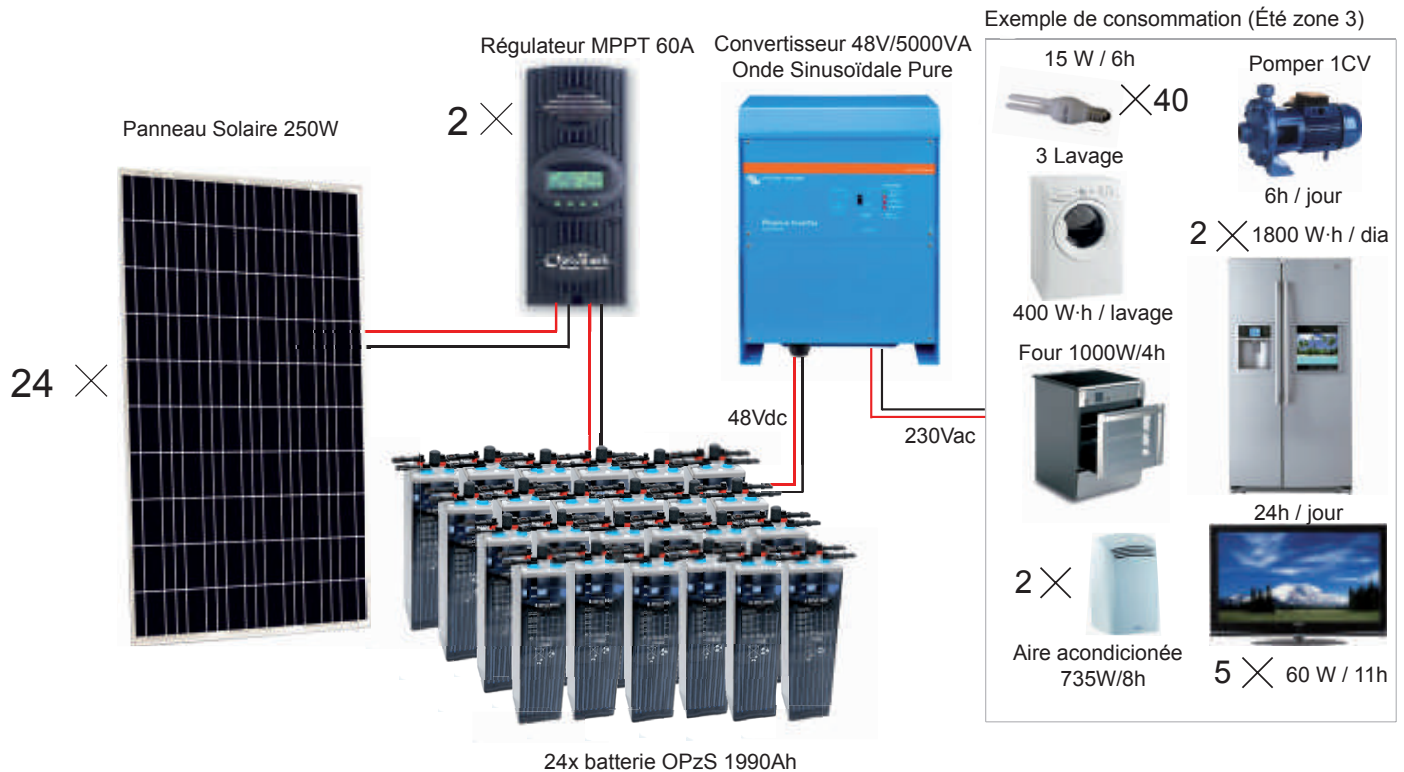 Exemple de consommation (Été zone 3)
Régulateur MPPT 60A
Convertisseur 48V/5000VA
Onde Sinusoïdale Pure
2 ×
Panneau Solaire 250W
24 ×
48Vdc
230Vac
24x batterie OPzS 1990Ah
15 W / 6h
×40
Pomper 1CV
6h / jour
3 Lavage
400 W·h / lavage
2 × 1800 W·h / dia
24h / jour
Four 1000W/4h
2 ×
Aire acondicionée
735W/8h
5 × 60 W / 11h